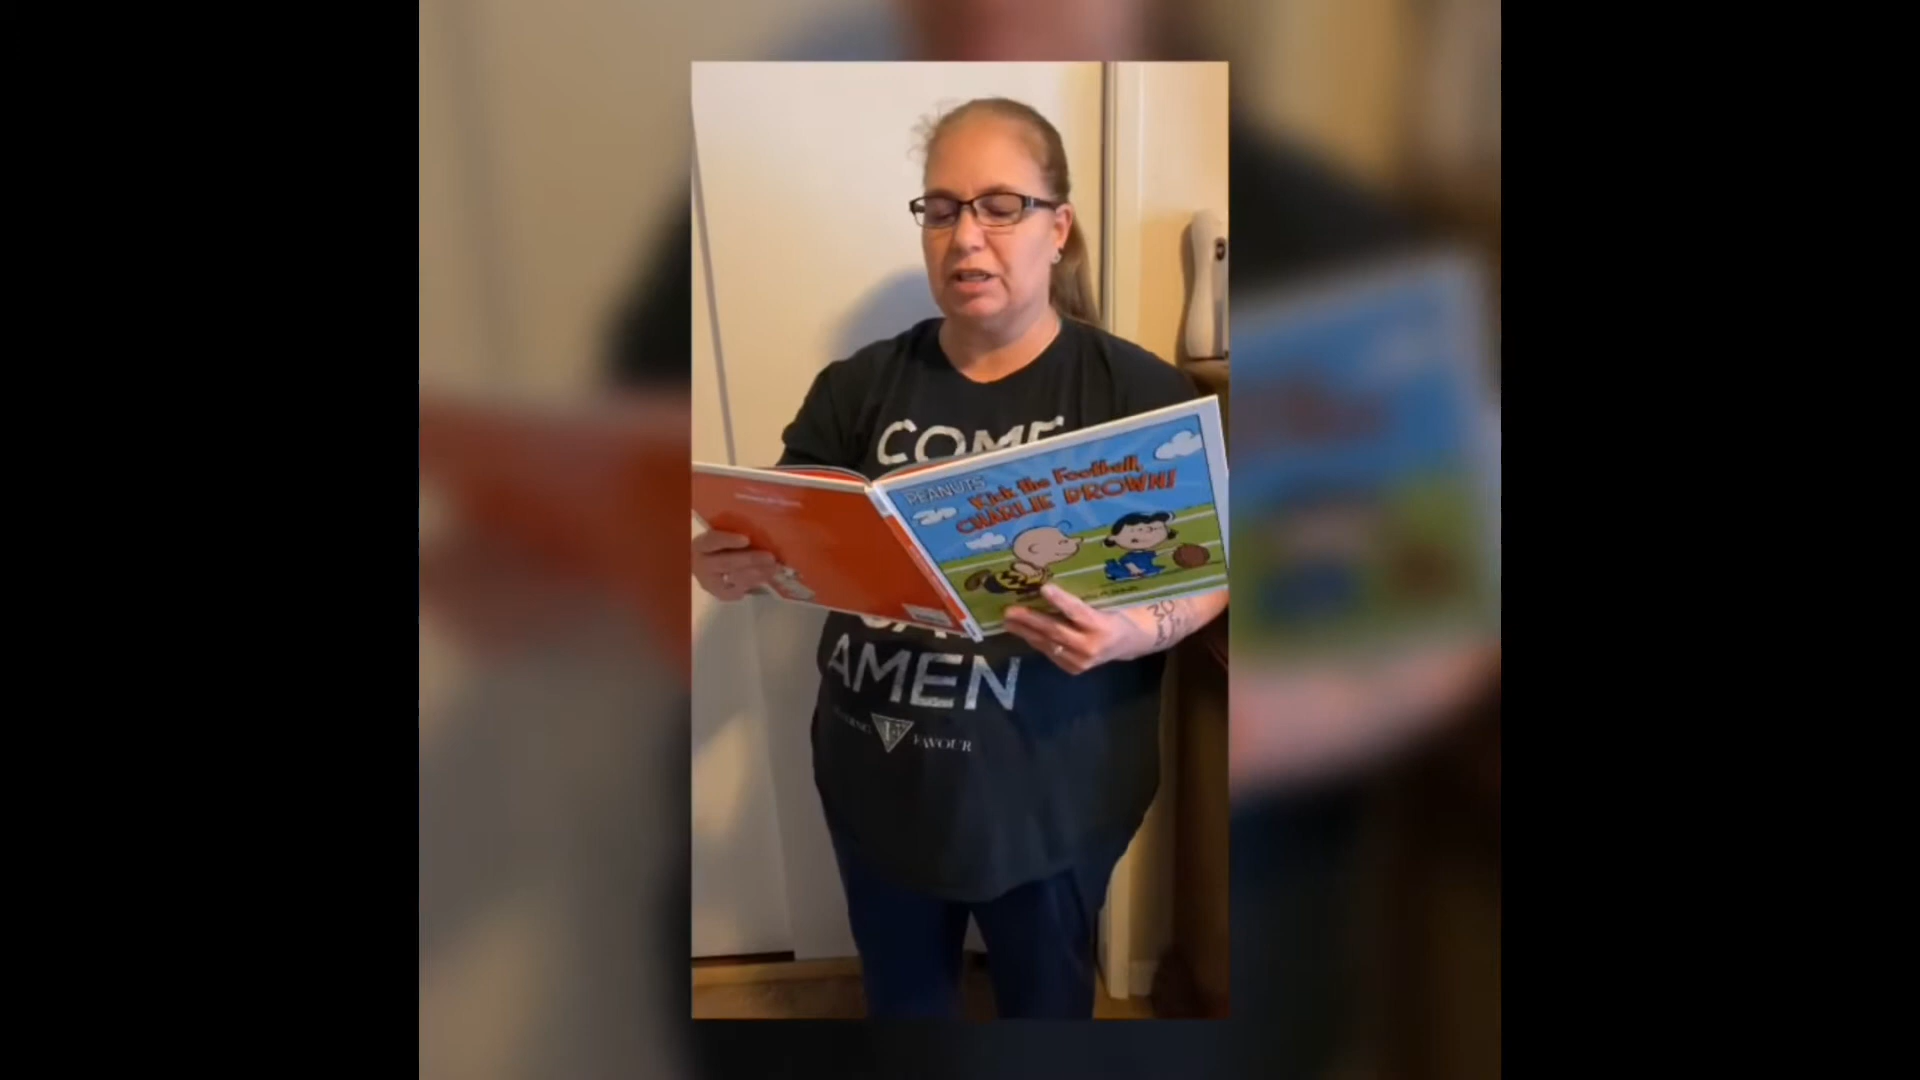 COME
AMEN
FAVOUR
PEANUTS
Kick the Football,
CHARLIE BROWN!